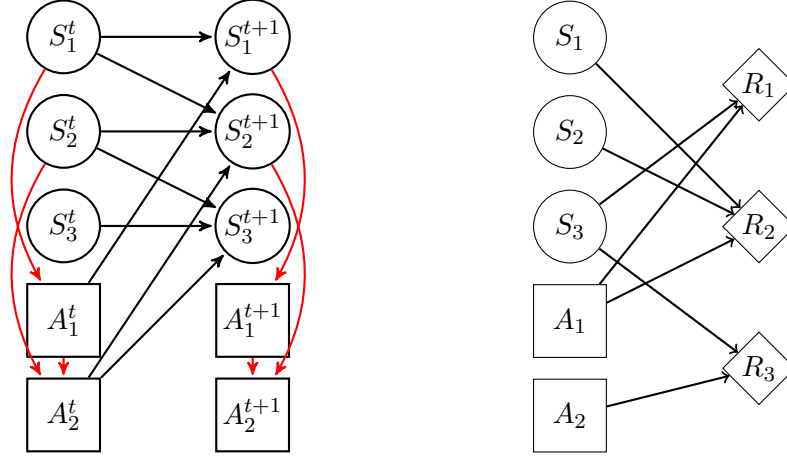 $S_1^t$ $S_1^{t+1}$ $S_1$
$R_1$
$S_2^t$ $S_2^{t+1}$ $S_2$
$S_3^t$ $S_3^{t+1}$ $S_3$ $R_2$
$A_1^t$ $A_1^{t+1}$ $A_1$
$R_3$
$A_2^t$ $A_2^{t+1}$ $A_2$